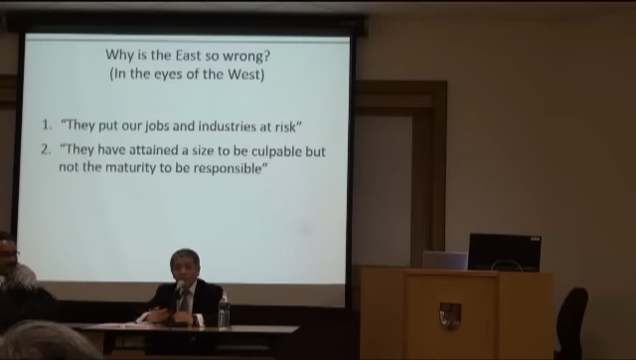 Why is the East so wrong?
(In the eyes of the West)
1. "They put our jobs and industries at risk"
2. "They have attained a size to be culpable but
not the maturity to be responsible"